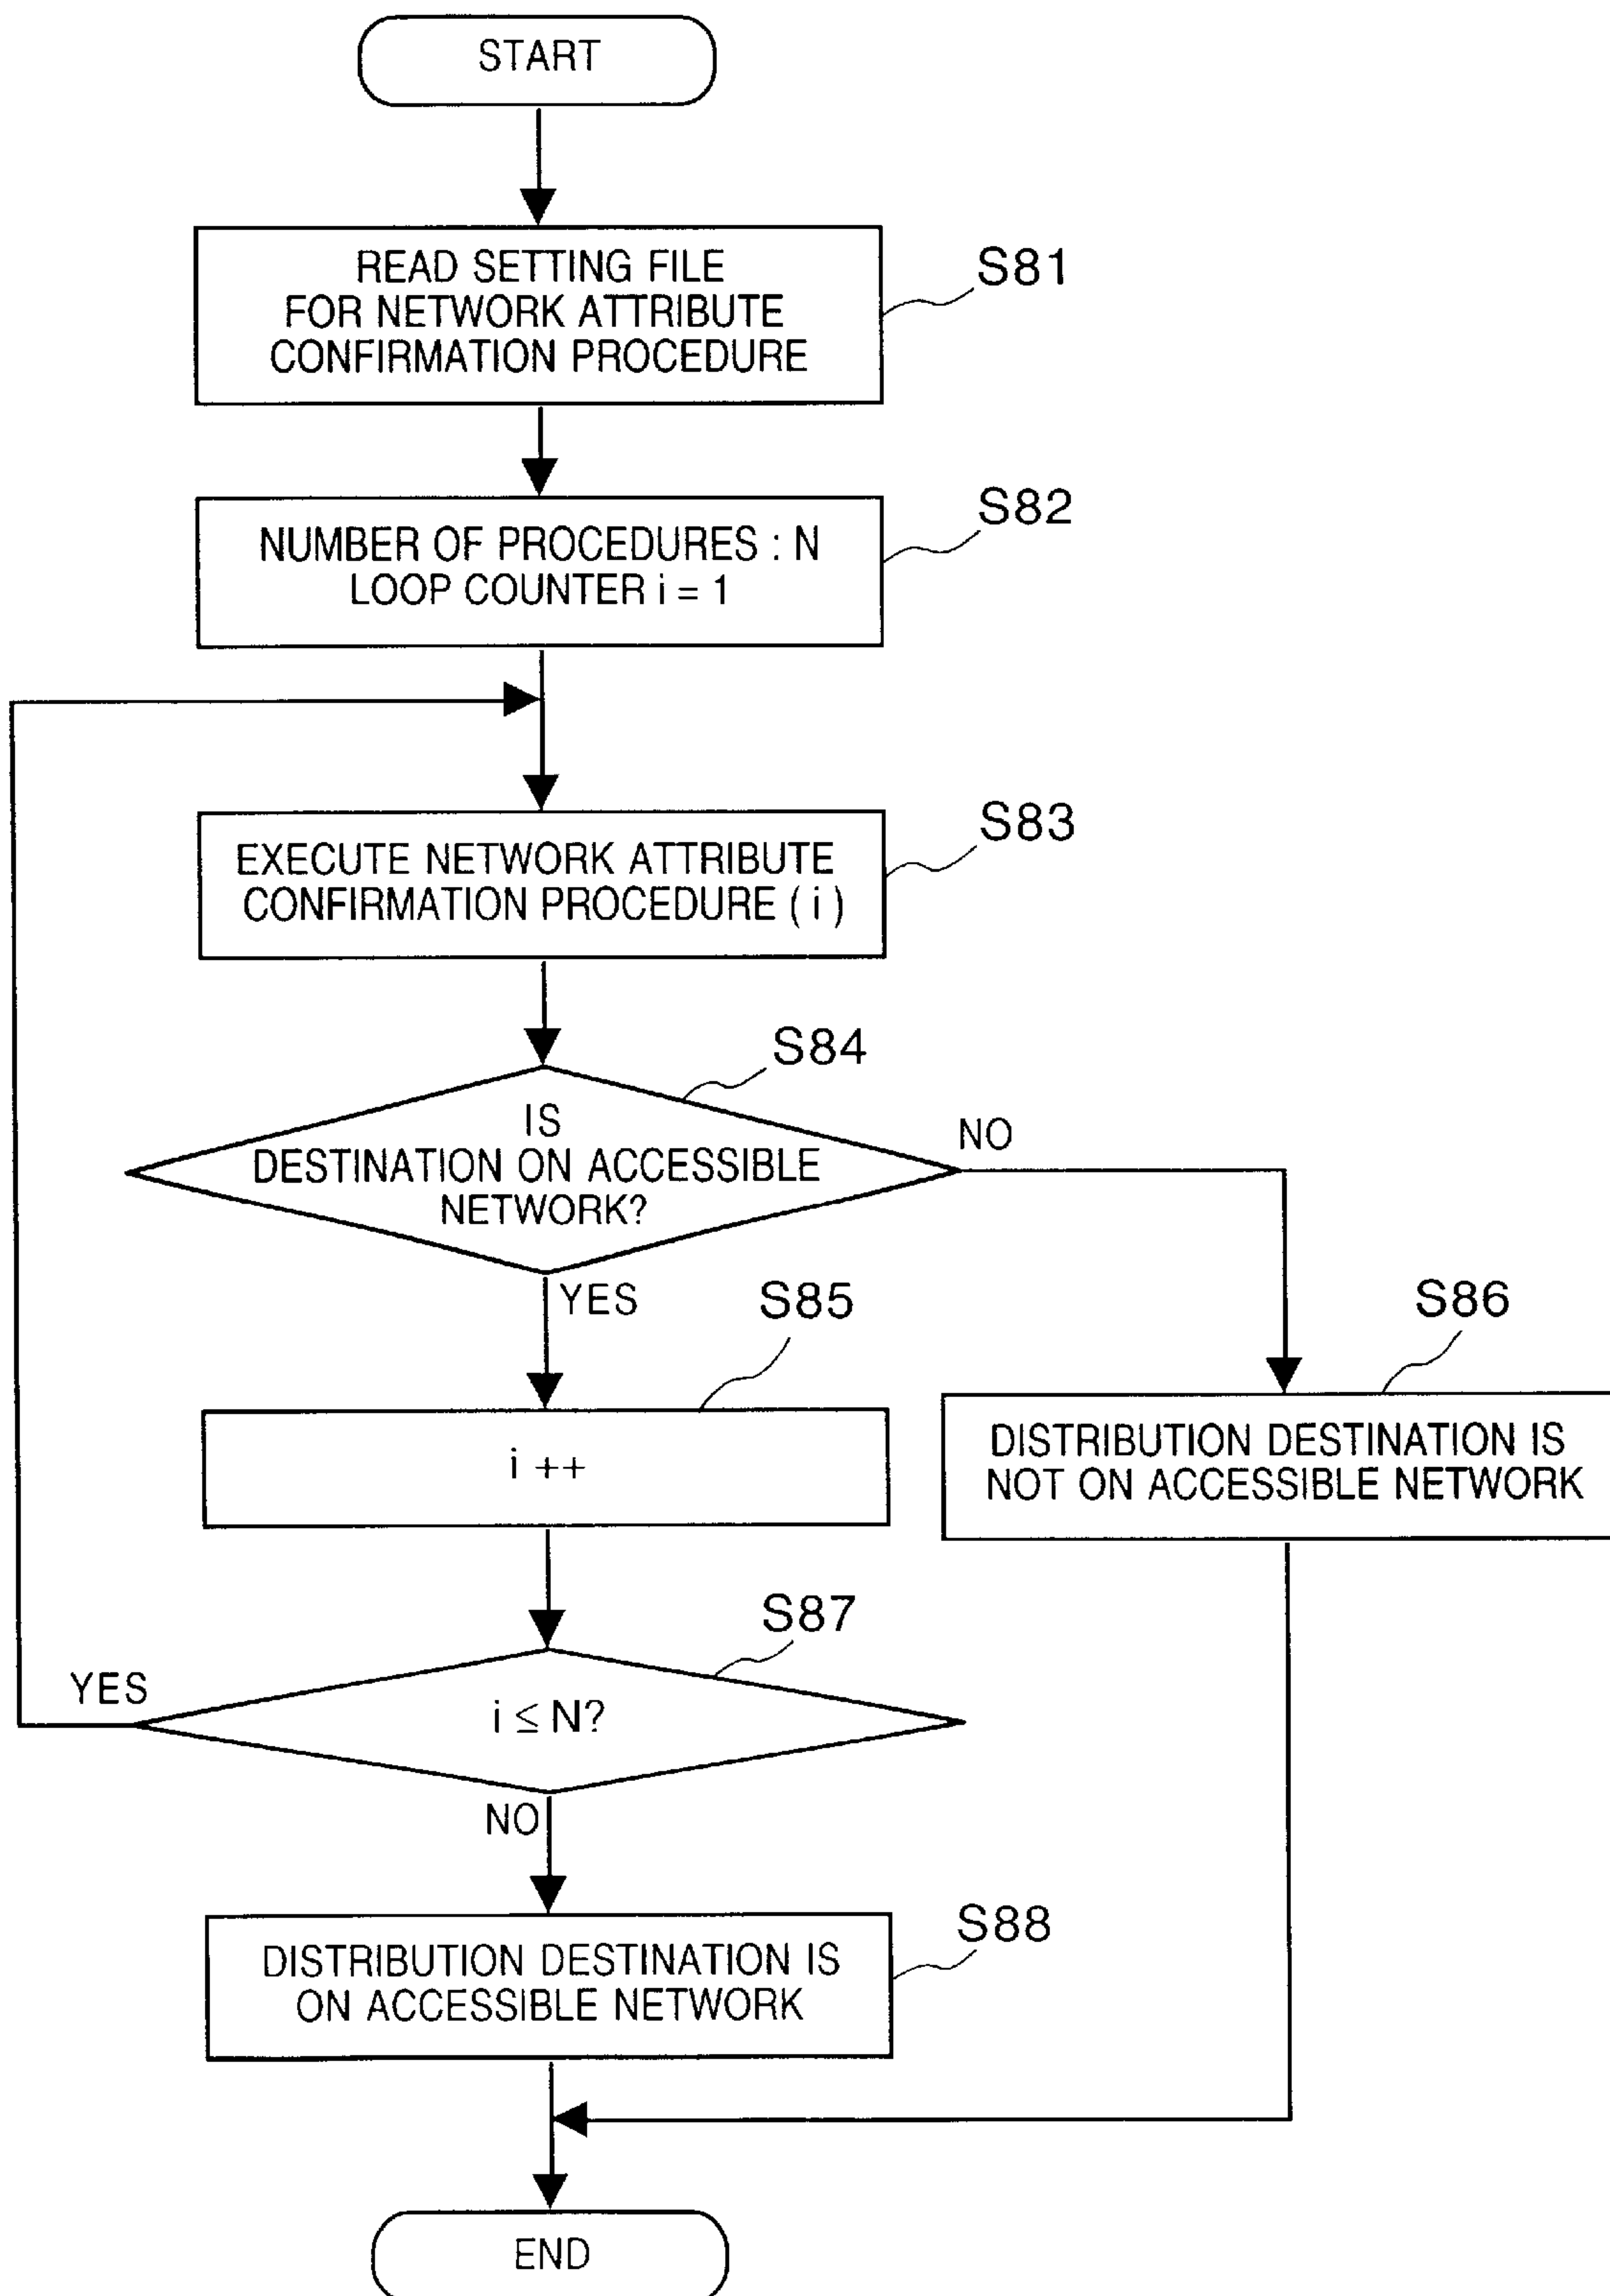 START
READ SETTING FILE
FOR NETWORK ATTRIBUTE
CONFIRMATION PROCEDURE
S81
NUMBER OF PROCEDURES : N
LOOP COUNTER i = 1
S82
EXECUTE NETWORK ATTRIBUTE
CONFIRMATION PROCEDURE ( i )
S83
S84
IS
DESTINATION ON ACCESSIBLE
NETWORK?
NO
YES
S85
S86
i ++
DISTRIBUTION DESTINATION IS
NOT ON ACCESSIBLE NETWORK
S87
YES
i ≤ N?
NO
S88
DISTRIBUTION DESTINATION IS
ON ACCESSIBLE NETWORK
END